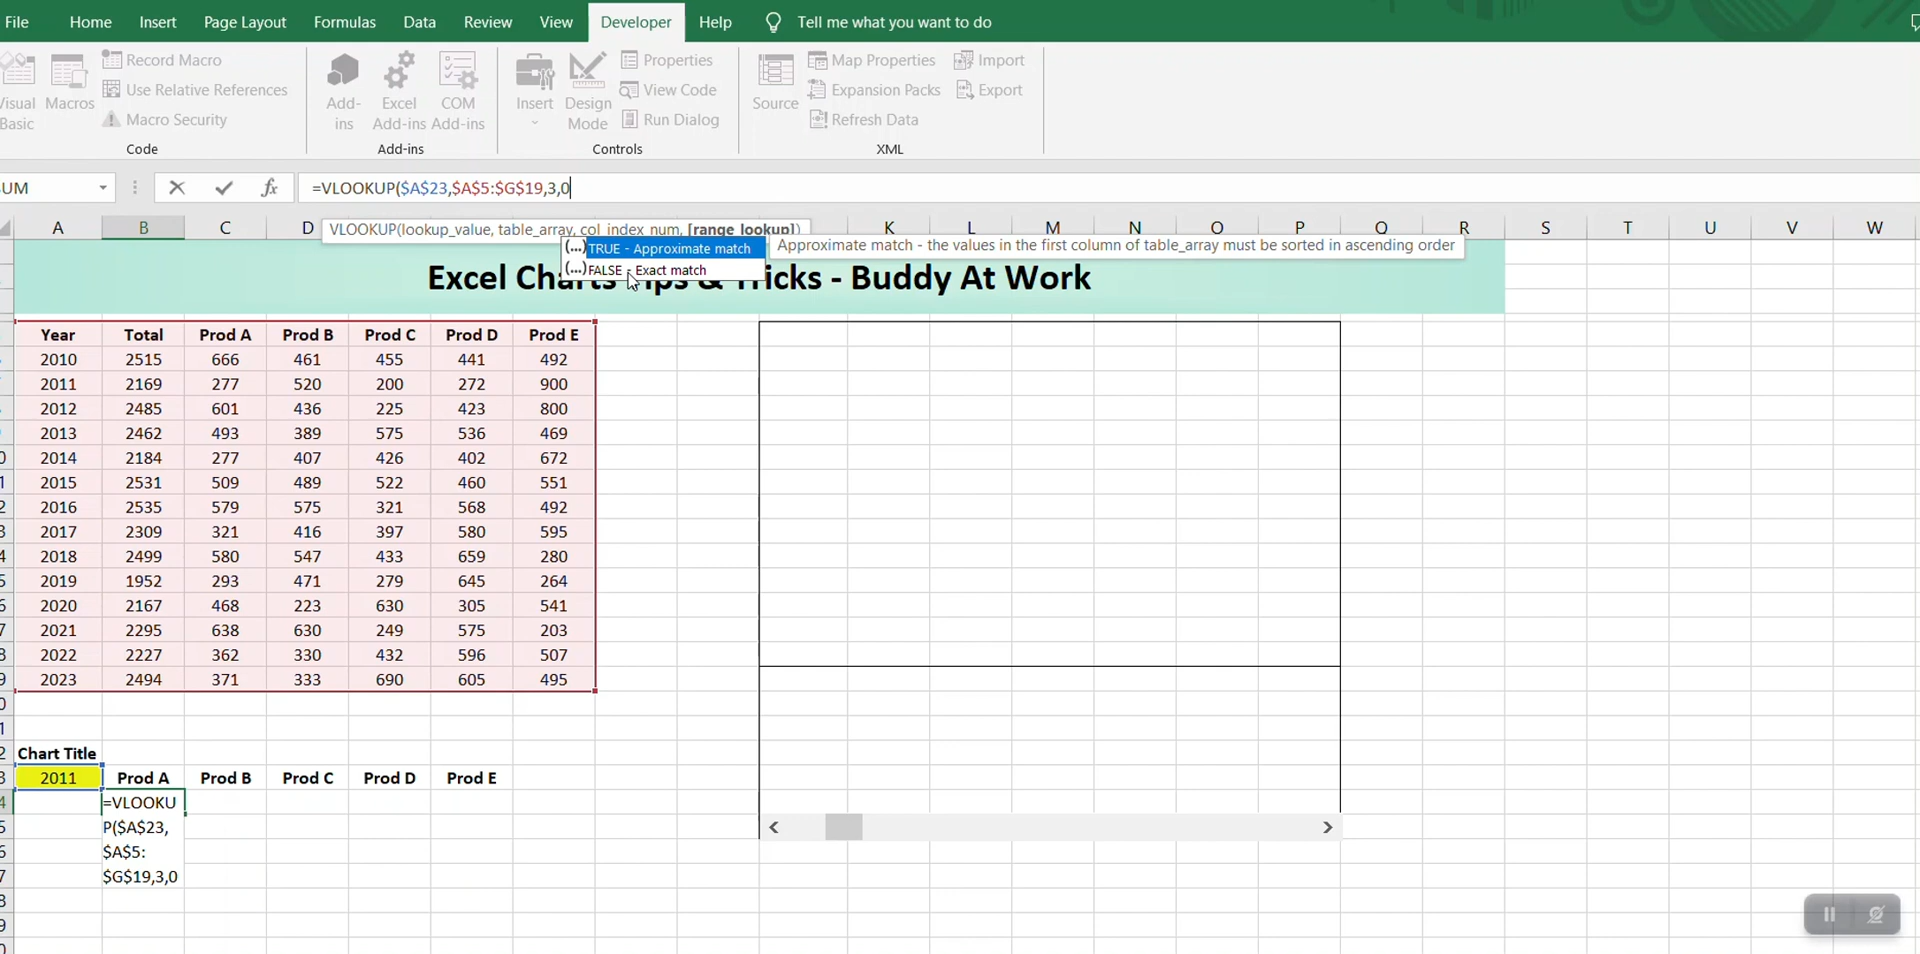 File Home Insert Page Layout Formulas Data Review View Developer Help Tell me what you want to do
Visual Basic
Macros
Record Macro
Use Relative References
Macro Security
Code
Add-ins
Excel Add-ins
COM Add-ins
Add-ins
Insert
Design Mode
Properties
View Code
Run Dialog
Controls
Source
Map Properties
Expansion Packs
Refresh Data
Import
Export
XML
UM =VLOOKUP($A$23,$A$5:$G$19,3,0
A B C D K L M N O P Q R S T U V W
VLOOKUP(lookup_value, table_array, col_index_num, [range_lookup])
(...) TRUE - Approximate match
Approximate match - the values in the first column of table_array must be sorted in ascending order
(...) FALSE - Exact match
Excel Charts Tips & Tricks - Buddy At Work
Year Total Prod A Prod B Prod C Prod D Prod E
2010 2515 666 461 455 441 492
2011 2169 277 520 200 272 900
2012 2485 601 436 225 423 800
2013 2462 493 389 575 536 469
2014 2184 277 407 426 402 672
2015 2531 509 489 522 460 551
2016 2535 579 575 321 568 492
2017 2309 321 416 397 580 595
2018 2499 580 547 433 659 280
2019 1952 293 471 279 645 264
2020 2167 468 223 630 305 541
2021 2295 638 630 249 575 203
2022 2227 362 330 432 596 507
2023 2494 371 333 690 605 495
Chart Title
2011 Prod A Prod B Prod C Prod D Prod E
=VLOOKU
P($A$23,
$A$5:
$G$19,3,0